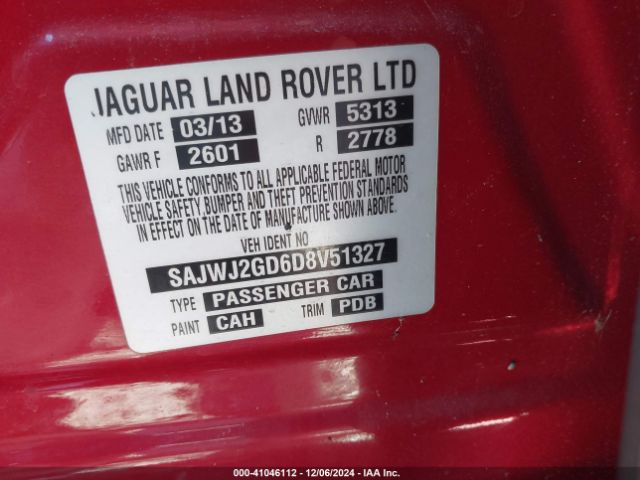 JAGUAR LAND ROVER LTD
MFD DATE 03/13 GVWR 5313
GAWR F 2601 R 2778
THIS VEHICLE CONFORMS TO ALL APPLICABLE FEDERAL MOTOR
VEHICLE SAFETY, BUMPER AND THEFT PREVENTION STANDARDS
IN EFFECT ON THE DATE OF MANUFACTURE SHOWN ABOVE.
VEH IDENT NO
SAJWJ2GD6D8V51327
TYPE PASSENGER CAR
PAINT CAH TRIM PDB
000-41046112 - 12/06/2024 - IAA Inc.